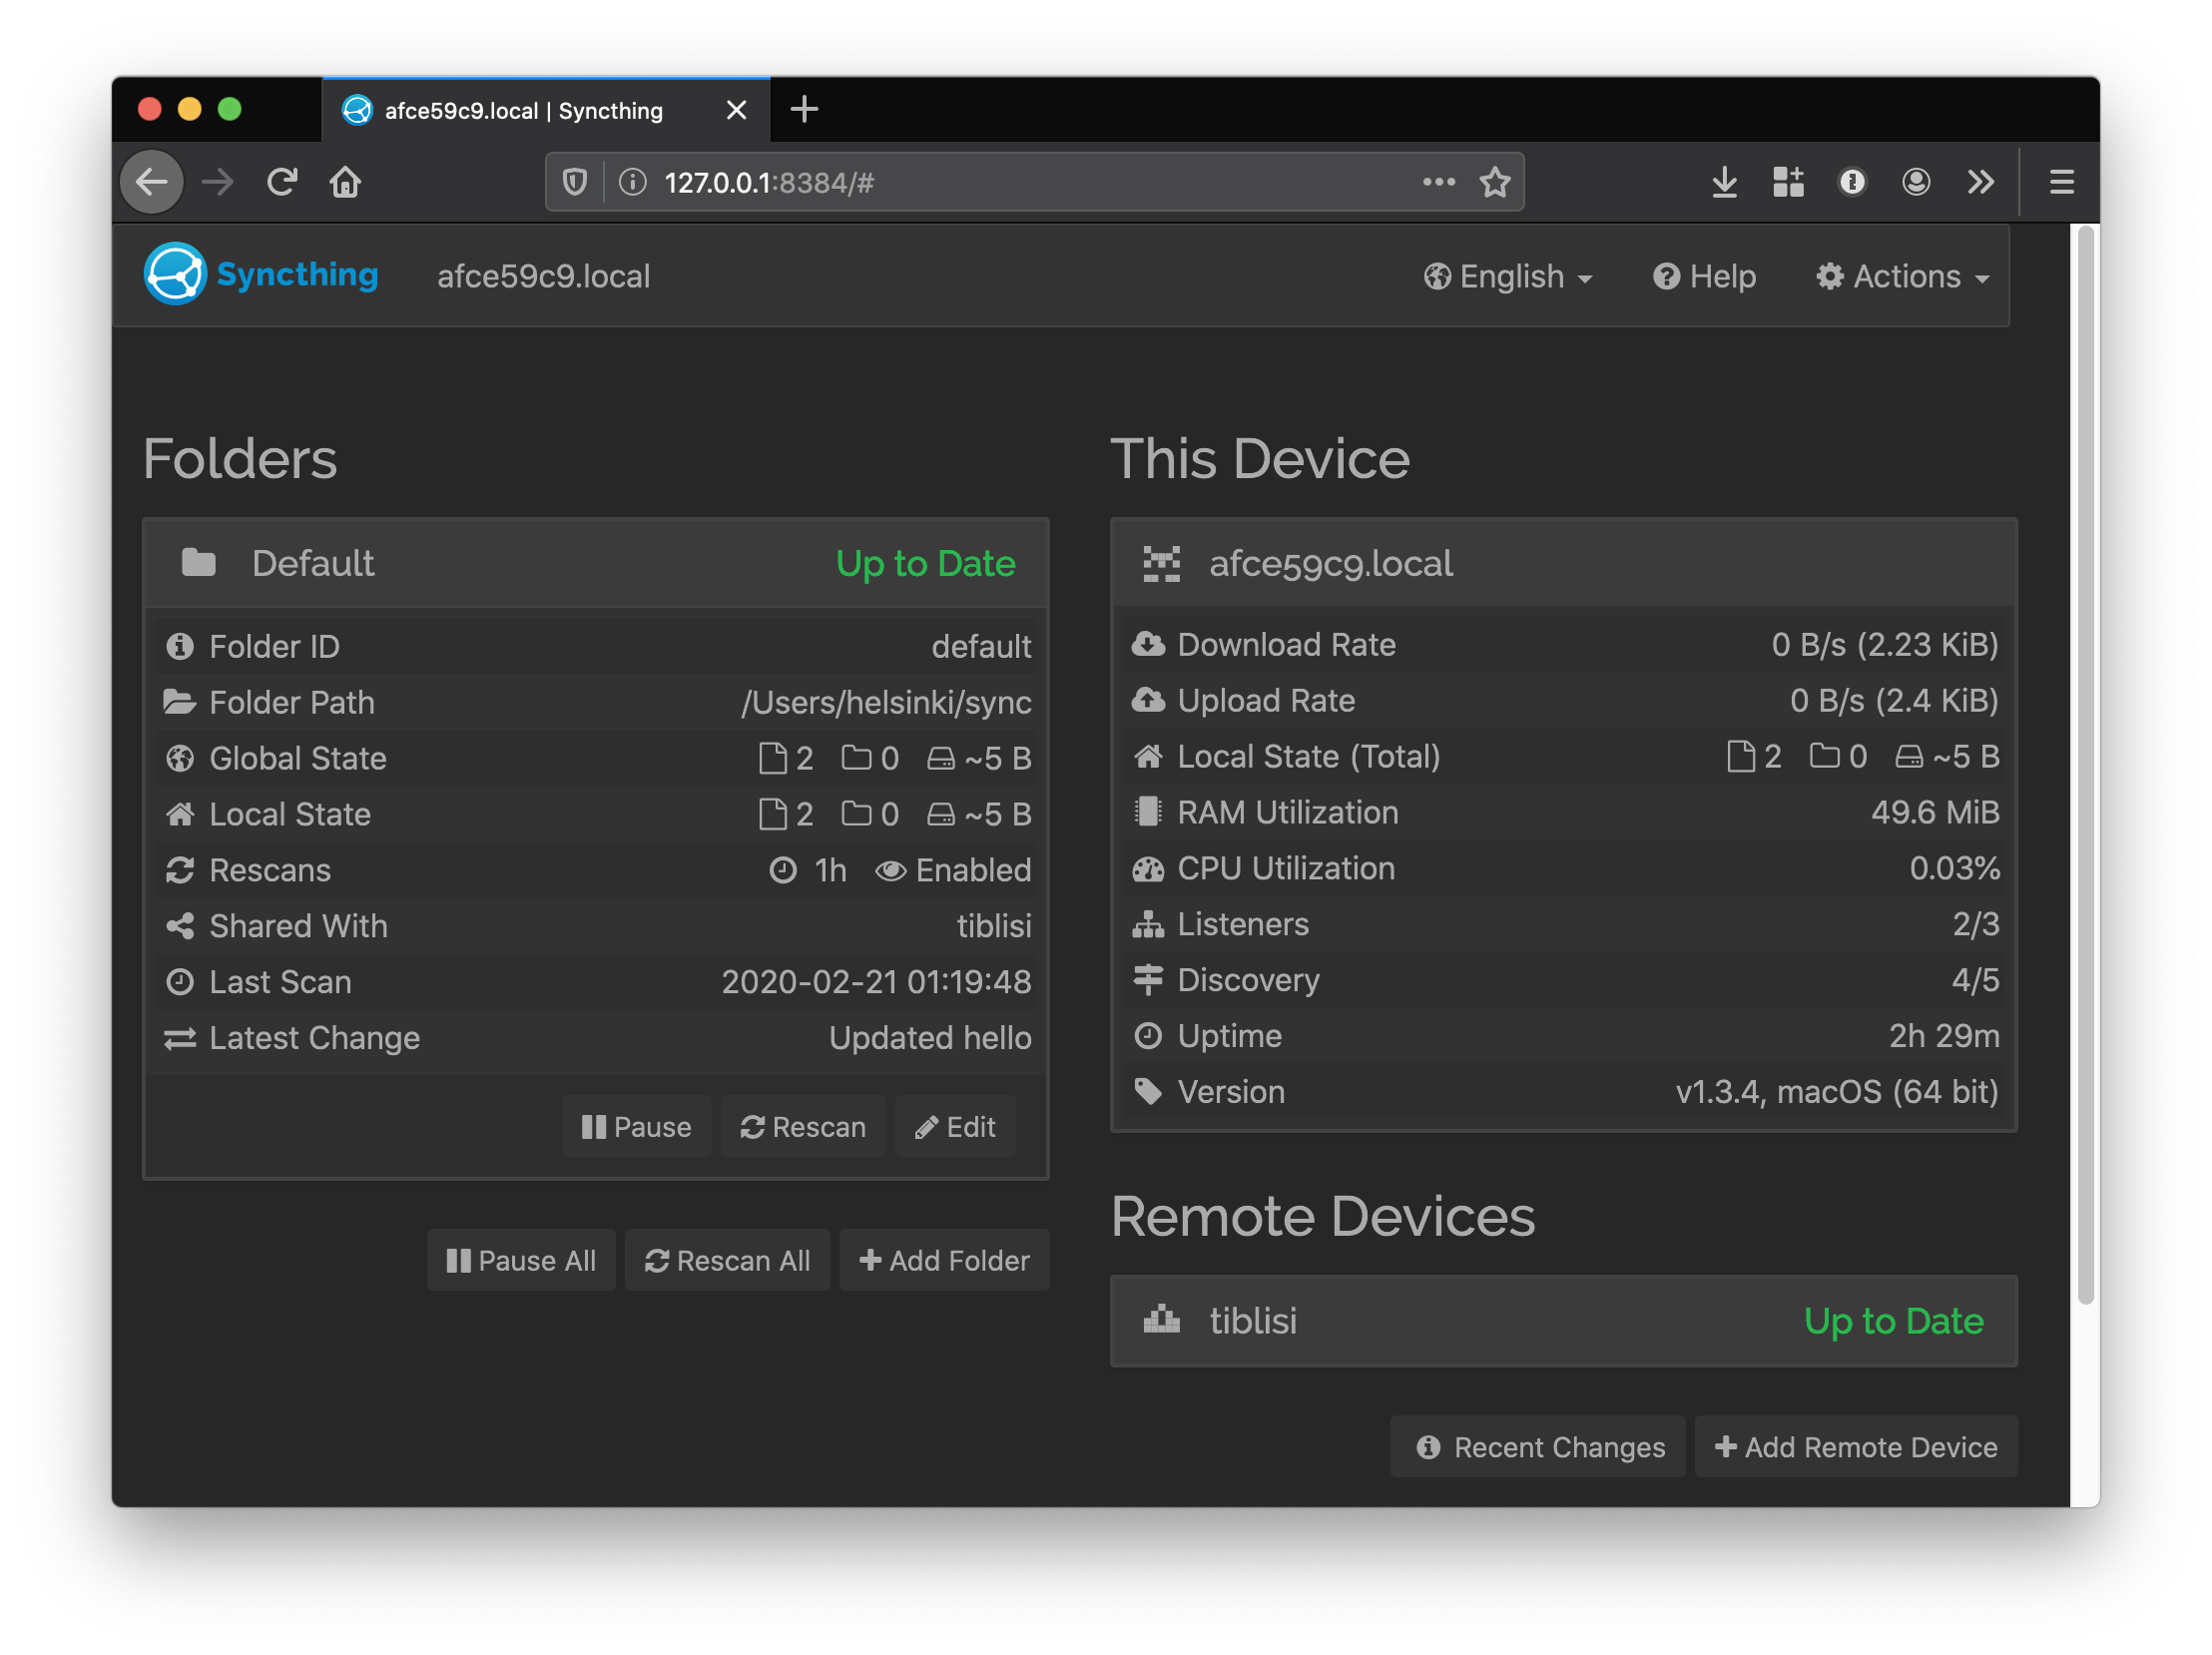 afce59c9.local | Syncthing
127.0.0.1:8384/#
Syncthing afce59c9.local English Help Actions
Folders
Default Up to Date
Folder ID default
Folder Path /Users/helsinki/sync
Global State 2 0 ~5 B
Local State 2 0 ~5 B
Rescans 1h Enabled
Shared With tiblisi
Last Scan 2020-02-21 01:19:48
Latest Change Updated hello
Pause Rescan Edit
Pause All Rescan All Add Folder
This Device
afce59c9.local
Download Rate 0 B/s (2.23 KiB)
Upload Rate 0 B/s (2.4 KiB)
Local State (Total) 2 0 ~5 B
RAM Utilization 49.6 MiB
CPU Utilization 0.03%
Listeners 2/3
Discovery 4/5
Uptime 2h 29m
Version v1.3.4, macOS (64 bit)
Remote Devices
tiblisi Up to Date
Recent Changes Add Remote Device